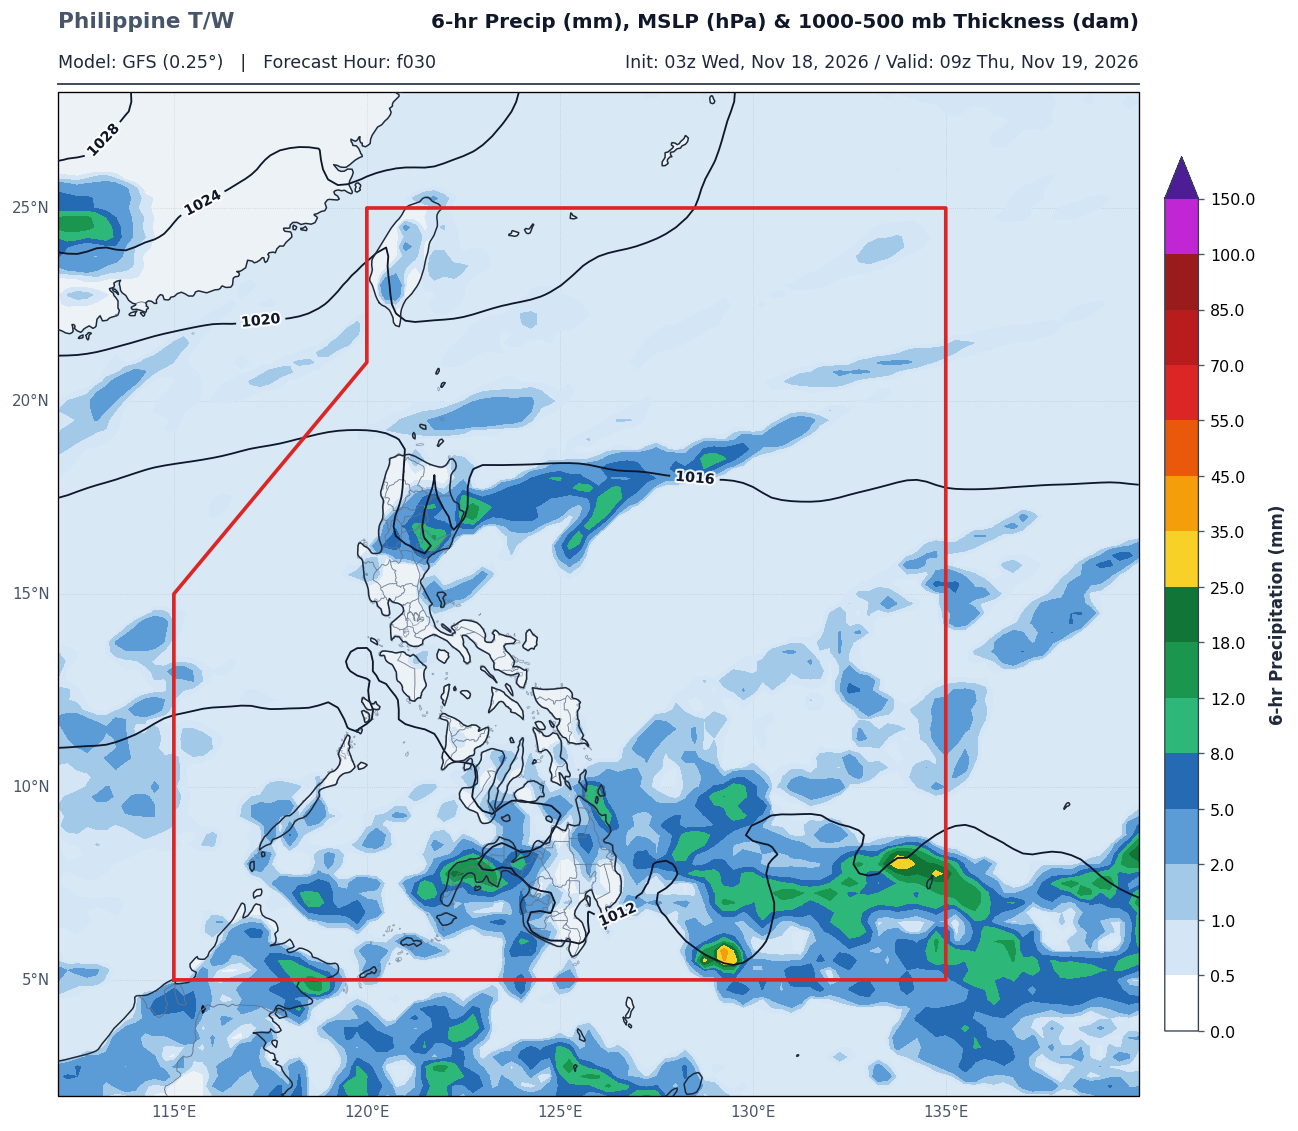 Philippine T/W
6-hr Precip (mm), MSLP (hPa) & 1000-500 mb Thickness (dam)
Model: GFS (0.25°) | Forecast Hour: f030
Init: 03z Wed, Nov 18, 2026 / Valid: 09z Thu, Nov 19, 2026
1028
1024
1020
1016
1012
25°N
20°N
15°N
10°N
5°N
115°E
120°E
125°E
130°E
135°E
150.0
100.0
85.0
70.0
55.0
45.0
35.0
25.0
18.0
12.0
8.0
5.0
2.0
1.0
0.5
0.0
6-hr Precipitation (mm)